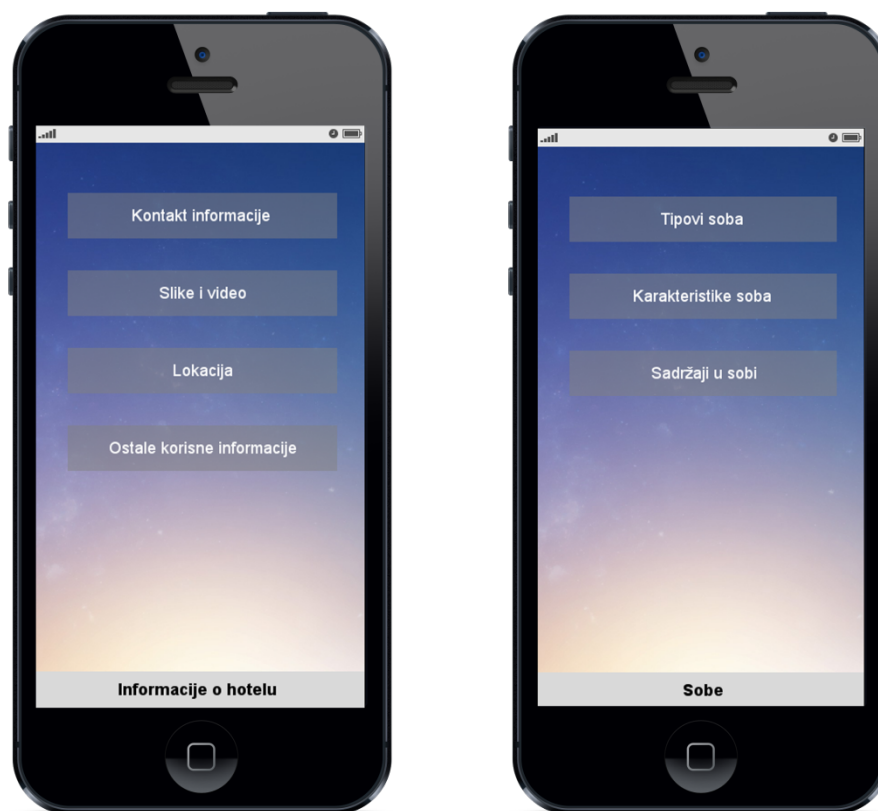 Kontakt informacije
Slike i video
Lokacija
Ostale korisne informacije
Informacije o hotelu
Tipovi soba
Karakteristike soba
Sadržaji u sobi
Sobe